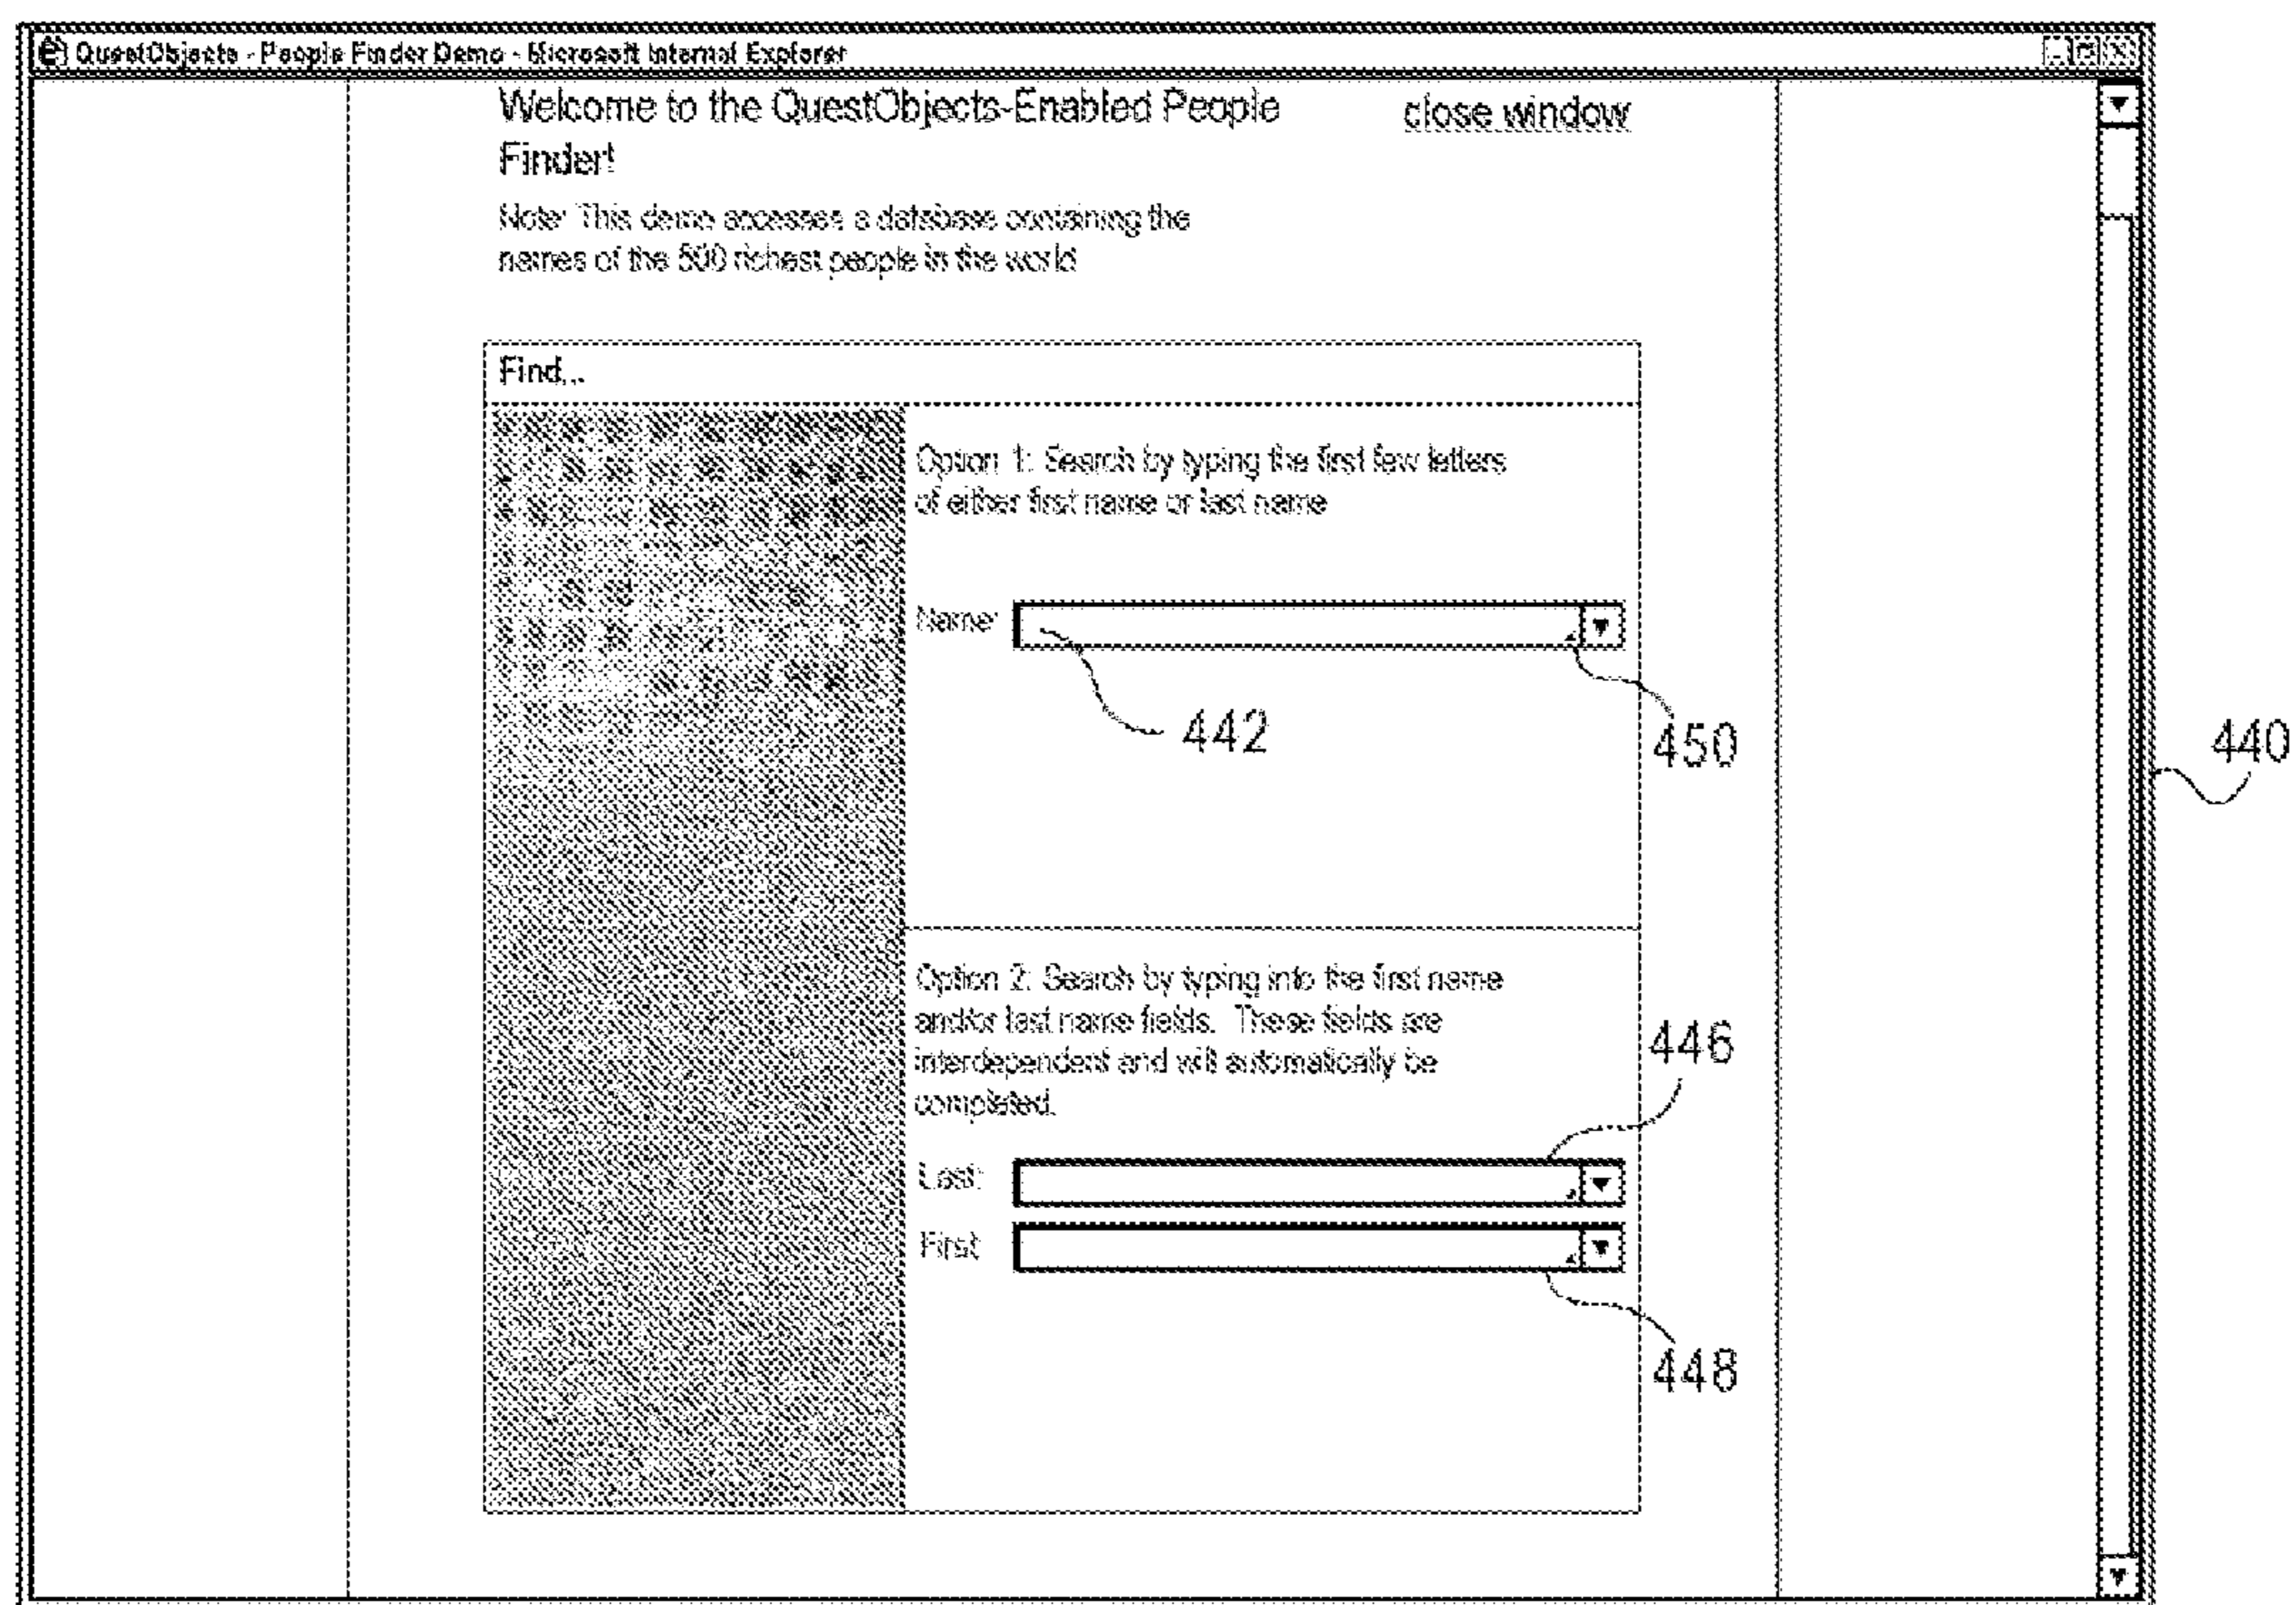 QuestObjects - People Finder Demo - Microsoft Internet Explorer
Welcome to the QuestObjects-Enabled People
Finder!
close window
Note: This demo accesses a database containing the
names of the 500 richest people in the world
Find...
Option 1: Search by typing the first few letters
of either first name or last name
Name:
442
450
440
Option 2: Search by typing into the first name
and/or last name fields. These fields are
interdependent and will automatically be
completed.
446
Last:
First:
448